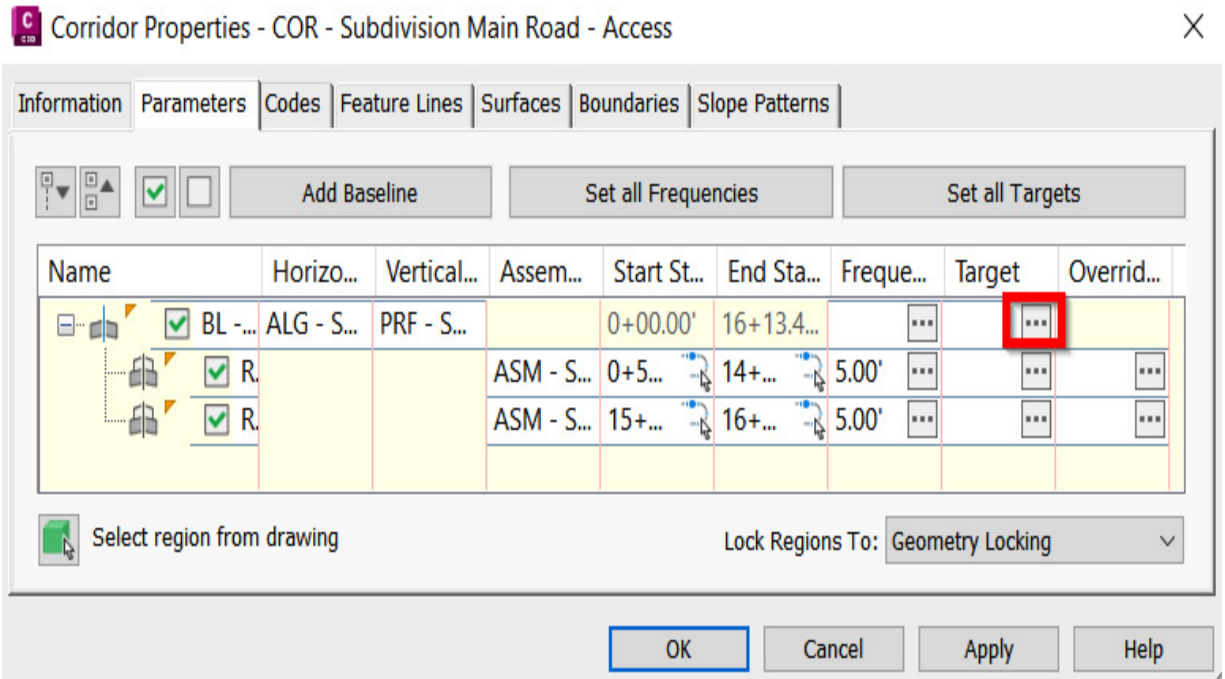 C
C3D
Corridor Properties - COR - Subdivision Main Road - Access
Information Parameters Codes Feature Lines Surfaces Boundaries Slope Patterns
Add Baseline Set all Frequencies Set all Targets
Name Horizo... Vertical... Assem... Start St... End Sta... Freque... Target Overrid...
BL -... ALG - S... PRF - S... 0+00.00' 16+13.4...
R. ASM - S... 0+5... 14+... 5.00'
R. ASM - S... 15+... 16+... 5.00'
Select region from drawing Lock Regions To: Geometry Locking
OK Cancel Apply Help